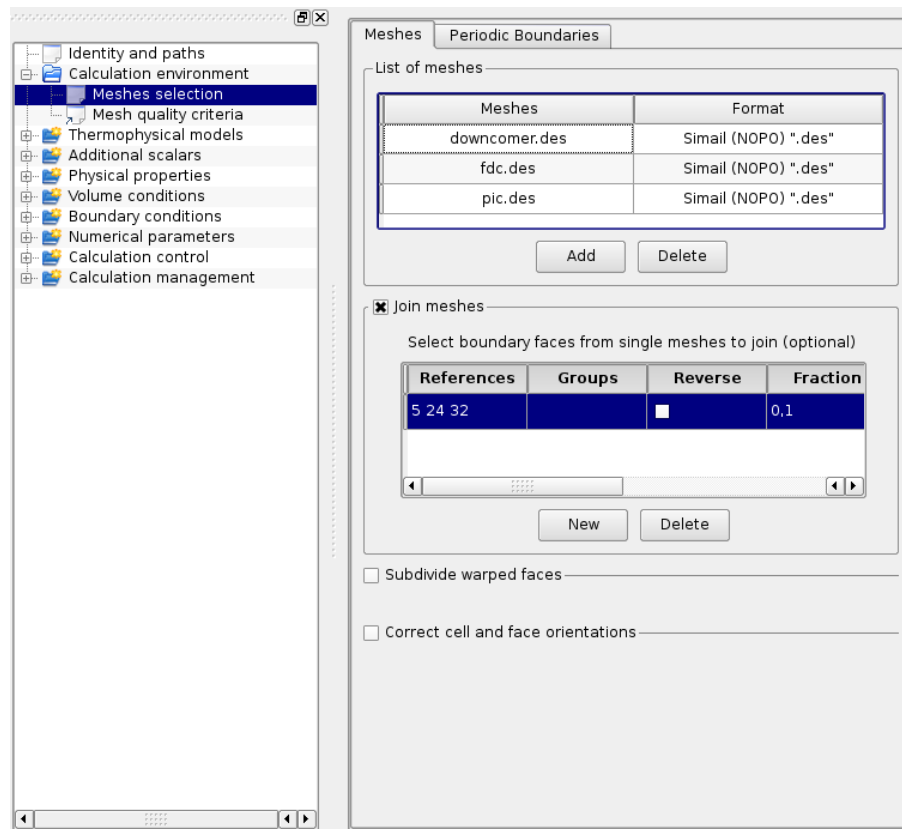 Identity and paths
Calculation environment
Meshes selection
Mesh quality criteria
Thermophysical models
Additional scalars
Physical properties
Volume conditions
Boundary conditions
Numerical parameters
Calculation control
Calculation management
Meshes Periodic Boundaries
List of meshes
Meshes Format
downcomer.des Simail (NOPO) ".des"
fdc.des Simail (NOPO) ".des"
pic.des Simail (NOPO) ".des"
Add Delete
Join meshes
Select boundary faces from single meshes to join (optional)
References Groups Reverse Fraction
5 24 32 0,1
New Delete
Subdivide warped faces
Correct cell and face orientations